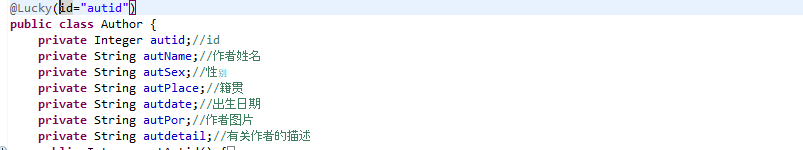 @Lucky(id="autid")
public class Author {
private Integer autid;//id
private String autName;//作者姓名
private String autSex;//性别
private String autPlace;//籍贯
private String autdate;//出生日期
private String autPor;//作者图片
private String autdetail;//有关作者的描述